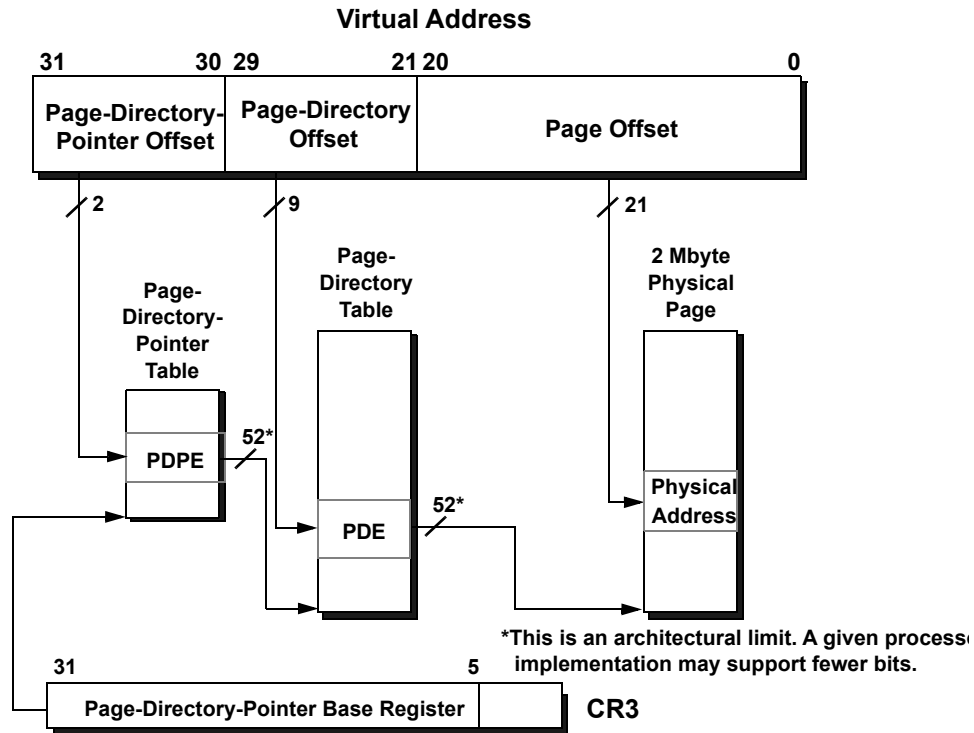 Virtual Address
31 30 29 21 20 0
Page-Directory-
Pointer Offset
Page-Directory
Offset
Page Offset
2
9
21
Page-
Directory-
Pointer
Table
Page-
Directory
Table
2 Mbyte
Physical
Page
PDPE
52*
PDE
52*
Physical
Address
*This is an architectural limit. A given process
implementation may support fewer bits.
31 5
Page-Directory-Pointer Base Register
CR3